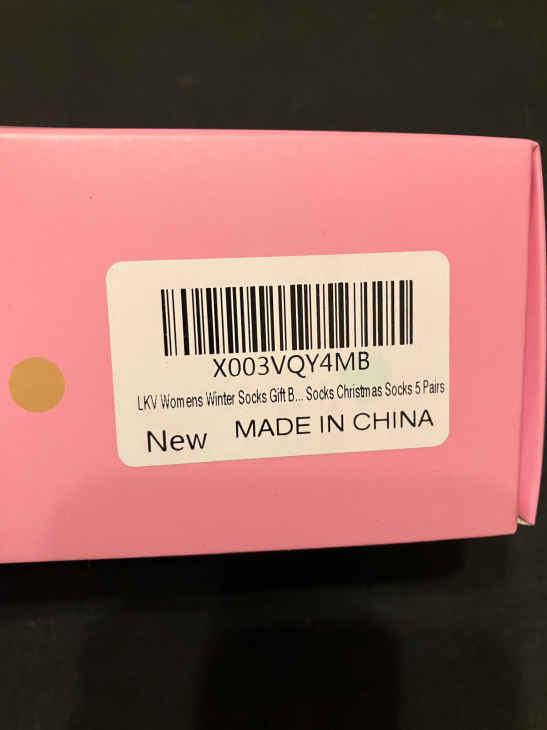 X003VQY4MB
LKV Womens Winter Socks Gift B... Socks Christmas Socks 5 Pairs
New MADE IN CHINA